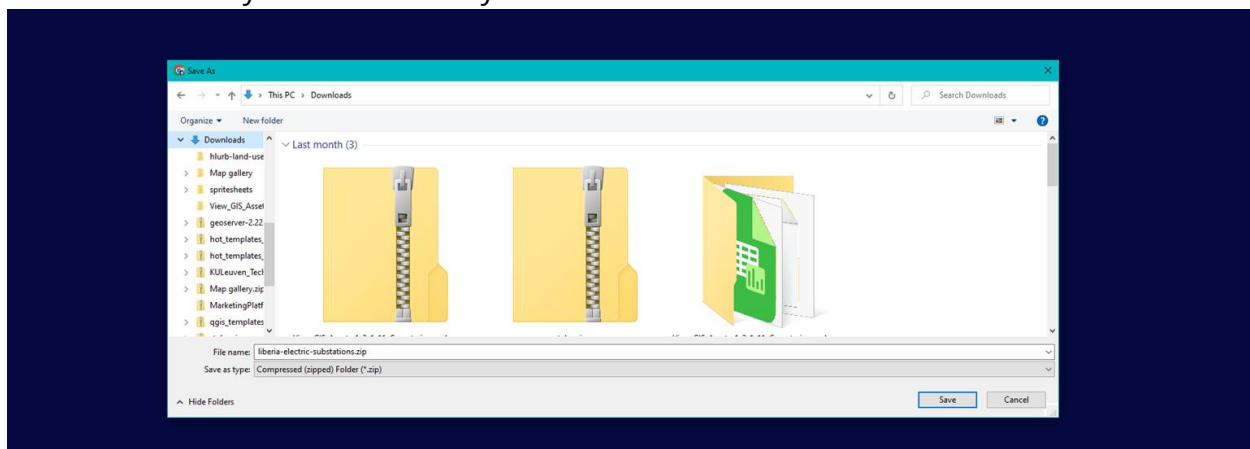 Save As
This PC > Downloads
Search Downloads
Organize New folder
Downloads
Last month (3)
hlurb-land-use
Map gallery
spritesheets
View_GIS_Asset
geoserver-2.22
hot_templates_
hot_templates_
KULeuven_Tech
Map gallery.zip
MarketingPlatf
qgis_templates
File name: liberia-electric-substations.zip
Save as type: Compressed (zipped) Folder (*.zip)
Hide Folders
Save Cancel